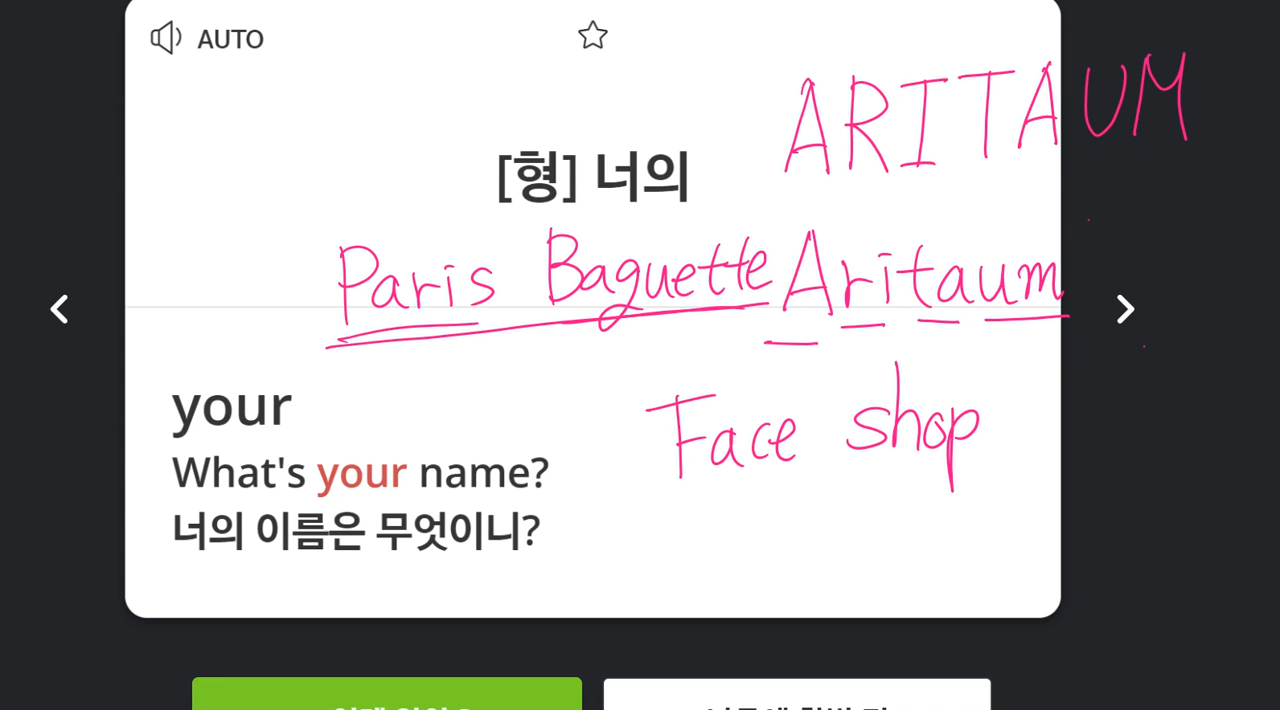 AUTO
ARITAUM
[형] 너의
Paris Baguette Aritaum
your
Face shop
What's your name?
너의 이름은 무엇이니?